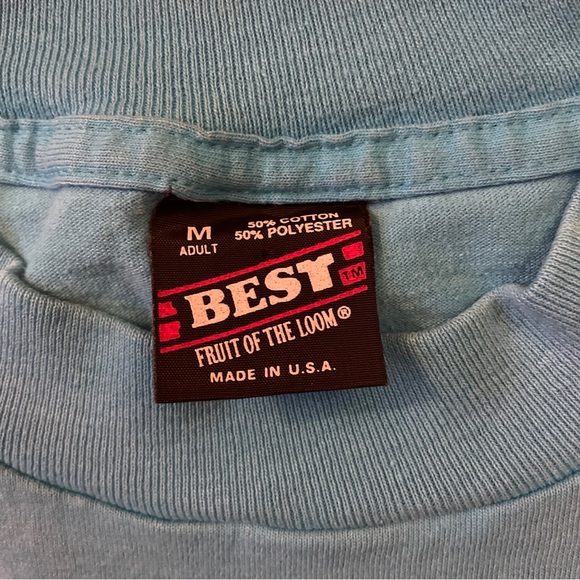 M
ADULT
50% COTTON
50% POLYESTER
BEST TM
FRUIT OF THE LOOM®
MADE IN U.S.A.